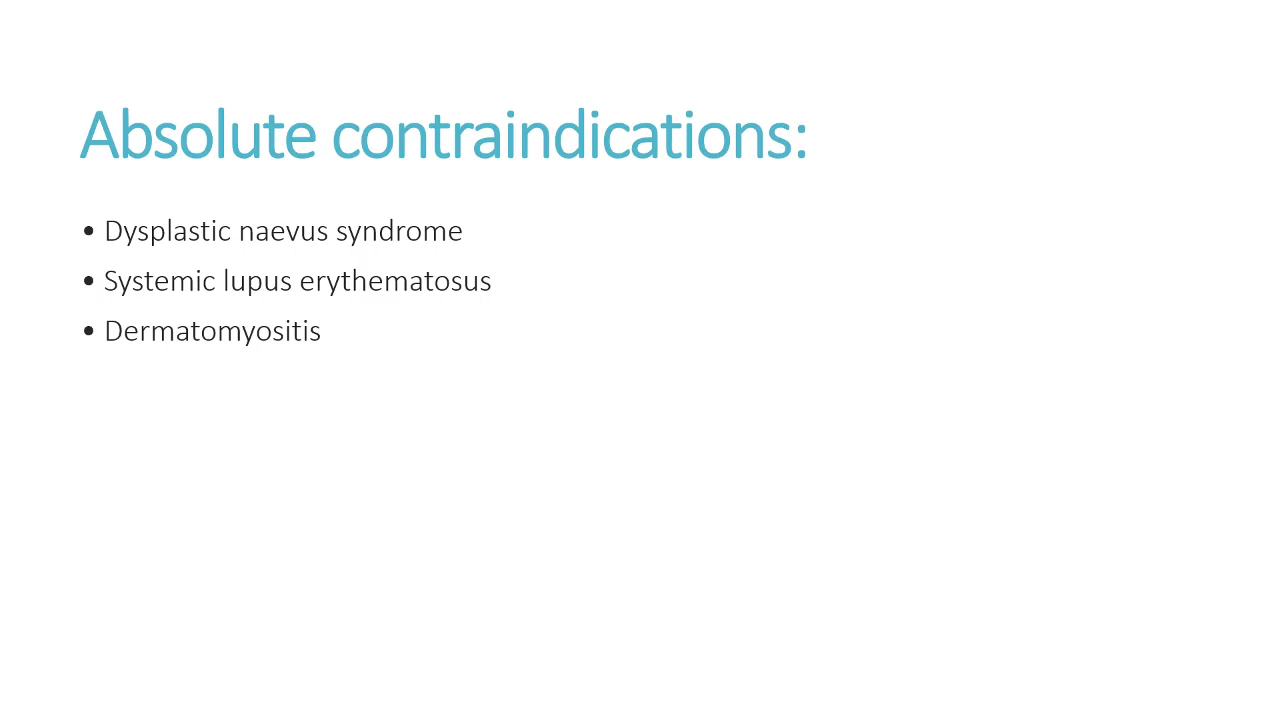 Absolute contraindications:
• Dysplastic naevus syndrome
• Systemic lupus erythematosus
• Dermatomyositis